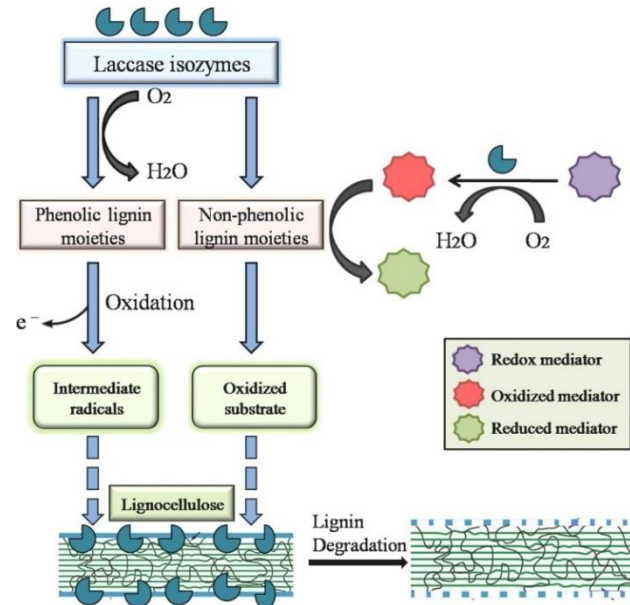 Laccase isozymes
O2
H2O
Phenolic lignin
moieties
Non-phenolic
lignin moieties
H2O
O2
Oxidation
e⁻
Intermediate
radicals
Oxidized
substrate
Redox mediator
Oxidized mediator
Reduced mediator
Lignocellulose
Lignin
Degradation